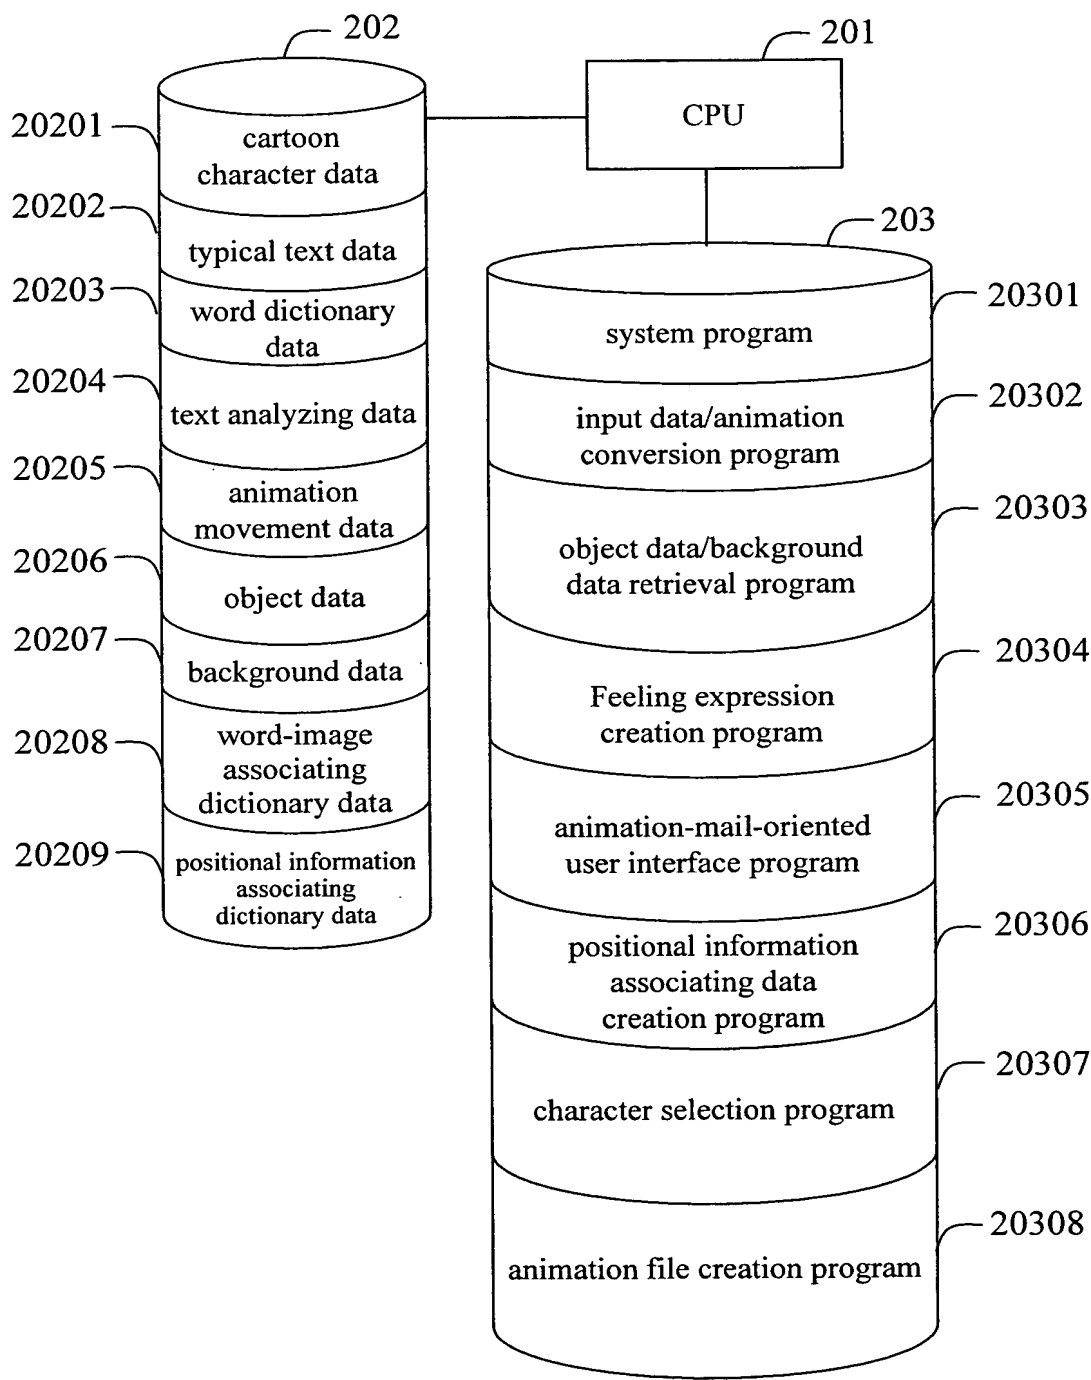 202
201
CPU
20201
cartoon
character data
20202
typical text data
20203
word dictionary
data
20204
text analyzing data
20205
animation
movement data
20206
object data
20207
background data
20208
word-image
associating
dictionary data
20209
positional information
associating
dictionary data
203
20301
system program
20302
input data/animation
conversion program
20303
object data/background
data retrieval program
20304
Feeling expression
creation program
20305
animation-mail-oriented
user interface program
20306
positional information
associating data
creation program
20307
character selection program
20308
animation file creation program